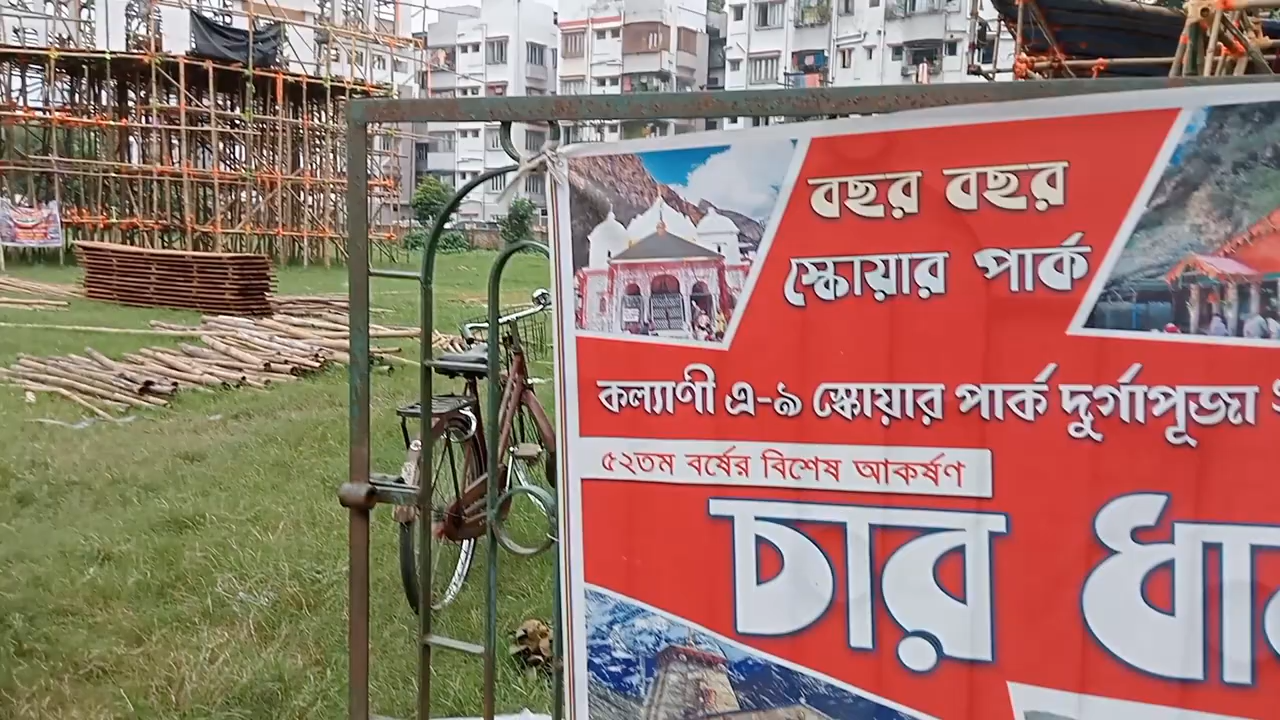 বছর বছর
স্কোয়ার পার্ক
কল্যাণী এ-৯ স্কোয়ার পার্ক দুর্গাপূজা
৫২তম বর্ষের বিশেষ আকর্ষণ
চার ধা